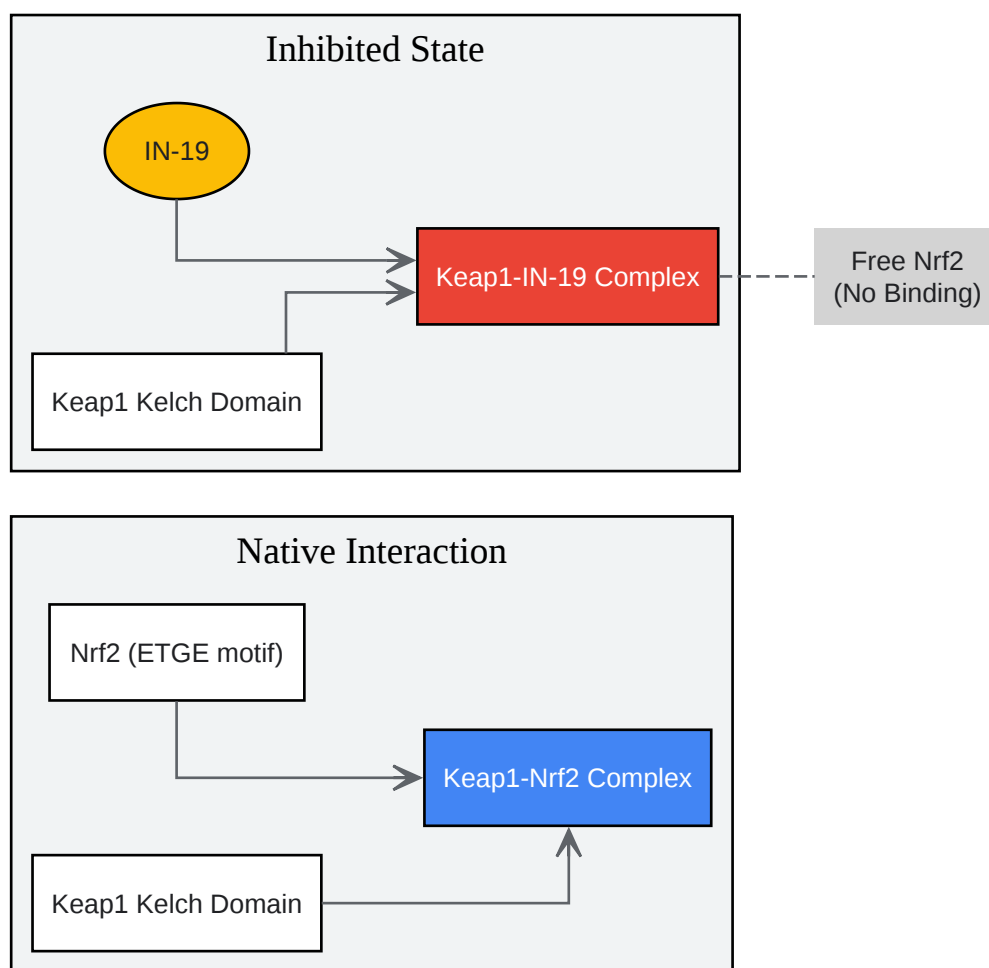 Inhibited State
IN-19
Keap1-IN-19 Complex
Free Nrf2
(No Binding)
Keap1 Kelch Domain
Native Interaction
Nrf2 (ETGE motif)
Keap1-Nrf2 Complex
Keap1 Kelch Domain